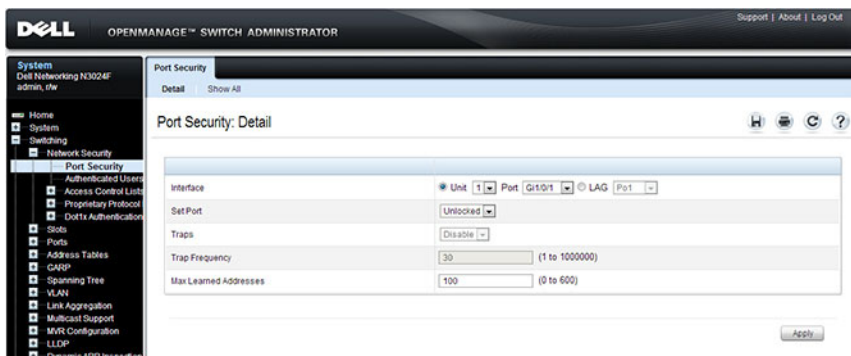 Support | About | Log Out
DELL OPENMANAGE™ SWITCH ADMINISTRATOR
System
Dell Networking N3024F
admin, r/w
Home
System
Switching
Network Security
Port Security
Authenticated Users
Access Control Lists
Proprietary Protocol
Dot1x Authentication
Slots
Ports
Address Tables
GARP
Spanning Tree
VLAN
Link Aggregation
Multicast Support
MVR Configuration
LLDP
Dynamic ARP Inspection
Port Security
Detail Show All
Port Security: Detail
Interface Unit 1 Port Gi1/0/1 LAG Po1
Set Port Unlocked
Traps Disable
Trap Frequency 30 (1 to 1000000)
Max Learned Addresses 100 (0 to 600)
Apply